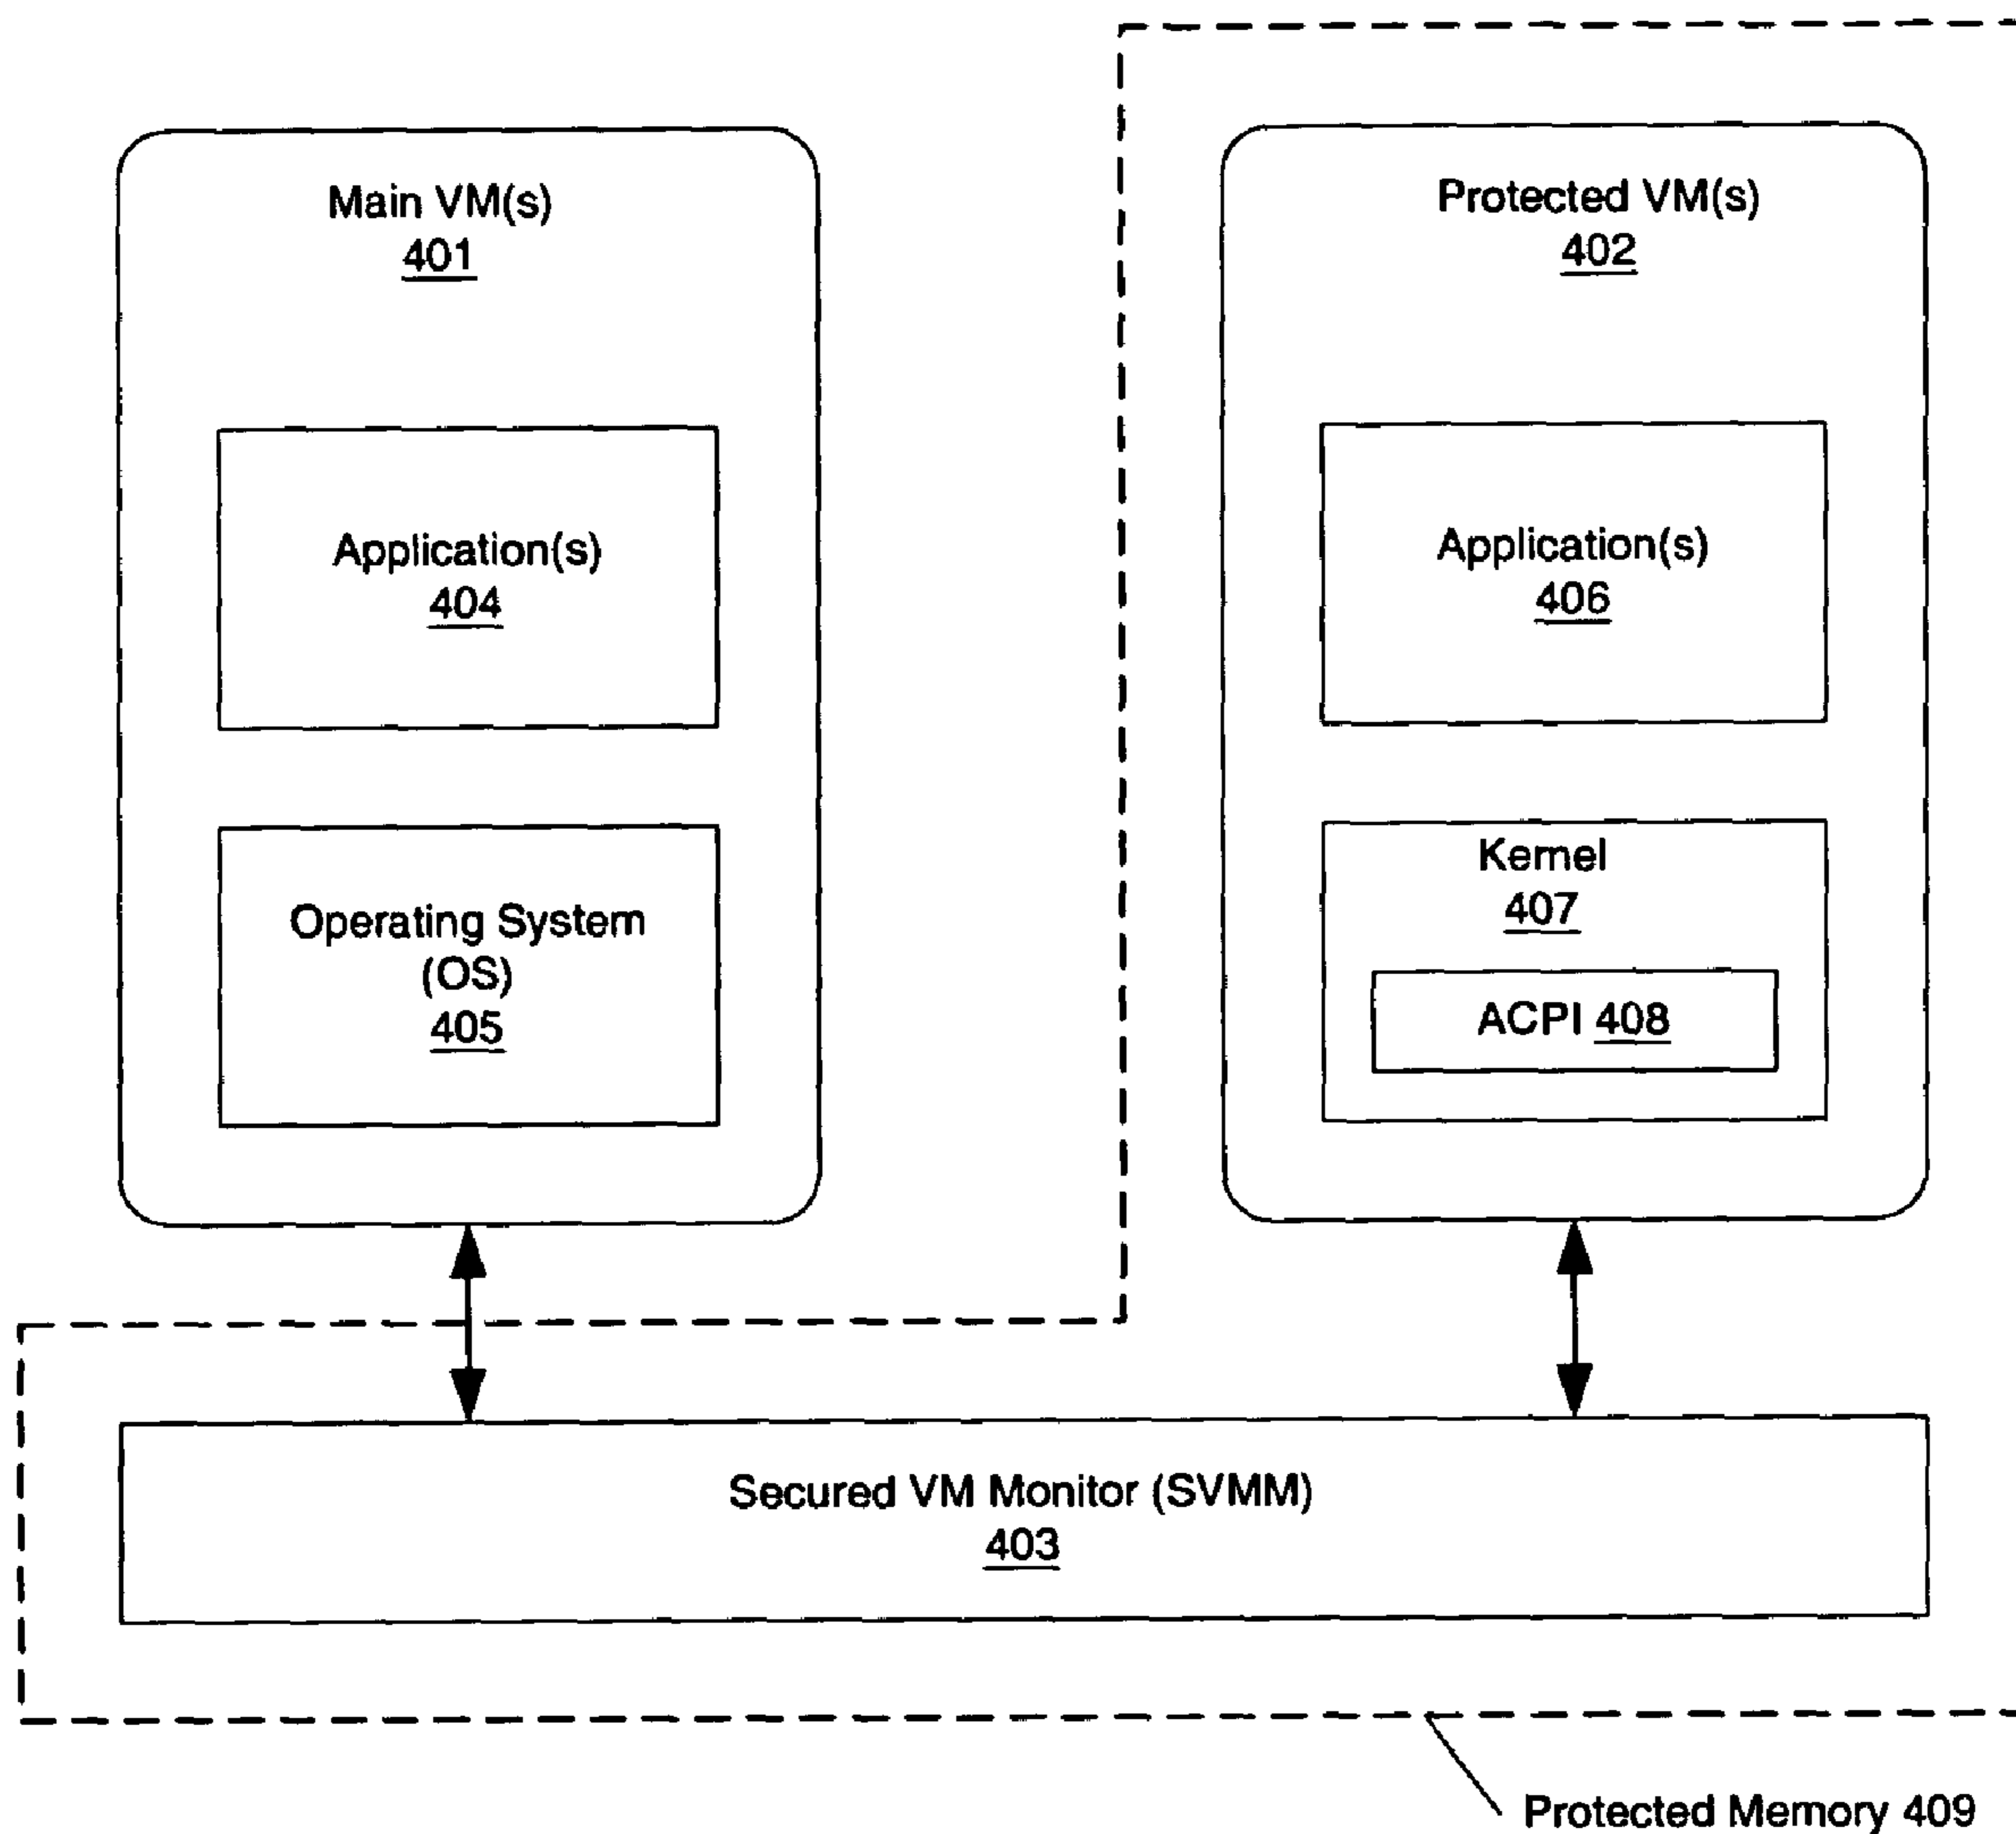 Main VM(s)
401
Application(s)
404
Operating System
(OS)
405
Protected VM(s)
402
Application(s)
406
Kernel
407
ACPI 408
Secured VM Monitor (SVMM)
403
Protected Memory 409